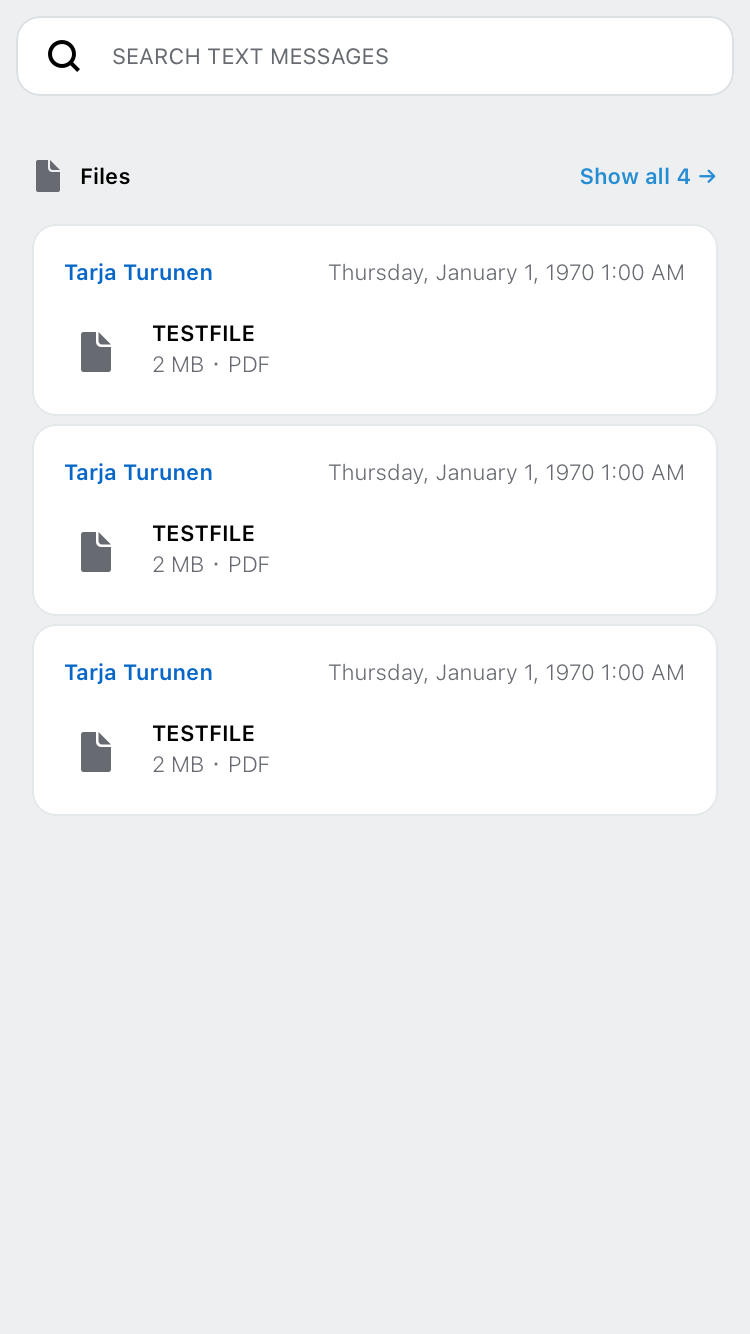 SEARCH TEXT MESSAGES
Files
Show all 4 →
Tarja Turunen
Thursday, January 1, 1970 1:00 AM
TESTFILE
2 MB · PDF
Tarja Turunen
Thursday, January 1, 1970 1:00 AM
TESTFILE
2 MB · PDF
Tarja Turunen
Thursday, January 1, 1970 1:00 AM
TESTFILE
2 MB · PDF